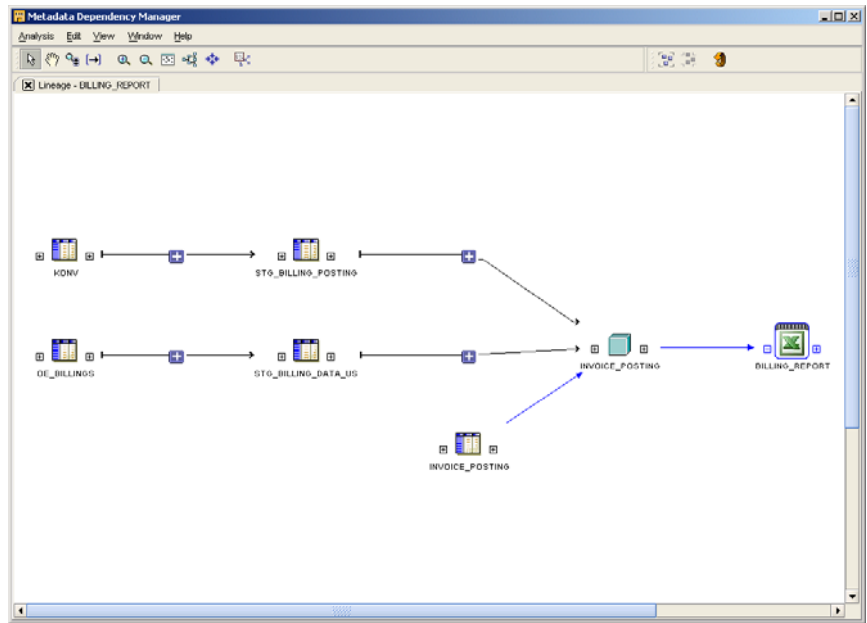 Metadata Dependency Manager
Analysis Edit View Window Help
Lineage - BILLING_REPORT
KONV
STG_BILLING_POSTING
OE_BILLINGS
STG_BILLING_DATA_US
INVOICE_POSTING
BILLING_REPORT
INVOICE_POSTING